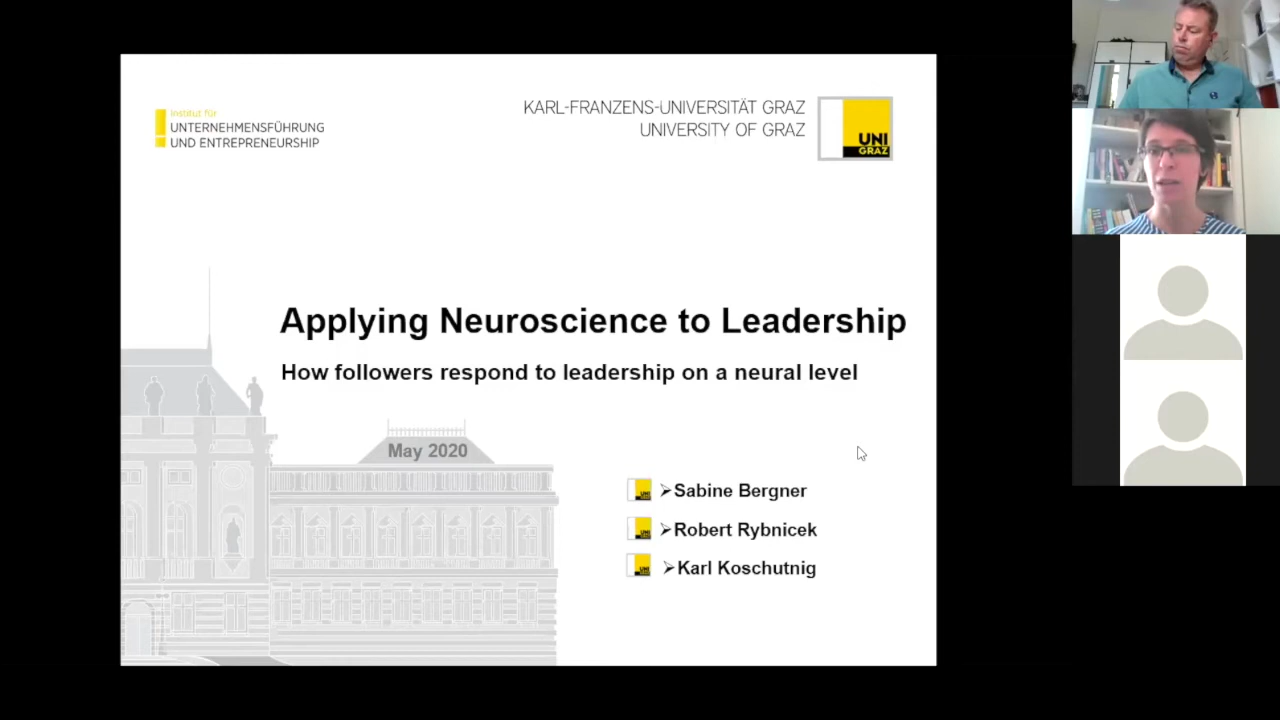 institut für
UNTERNEHMENSFÜHRUNG
UND ENTREPRENEURSHIP
KARL-FRANZENS-UNIVERSITÄT GRAZ
UNIVERSITY OF GRAZ
UNI
GRAZ
Applying Neuroscience to Leadership
How followers respond to leadership on a neural level
May 2020
➢Sabine Bergner
➢Robert Rybnicek
➢Karl Koschutnig